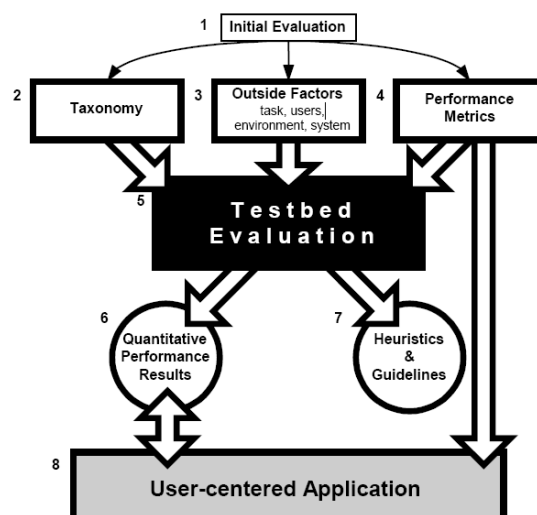 1 Initial Evaluation
2 Taxonomy
3 Outside Factors
task, users,
environment, system
4 Performance
Metrics
5 Testbed
Evaluation
6 Quantitative
Performance
Results
7 Heuristics
&
Guidelines
8 User-centered Application